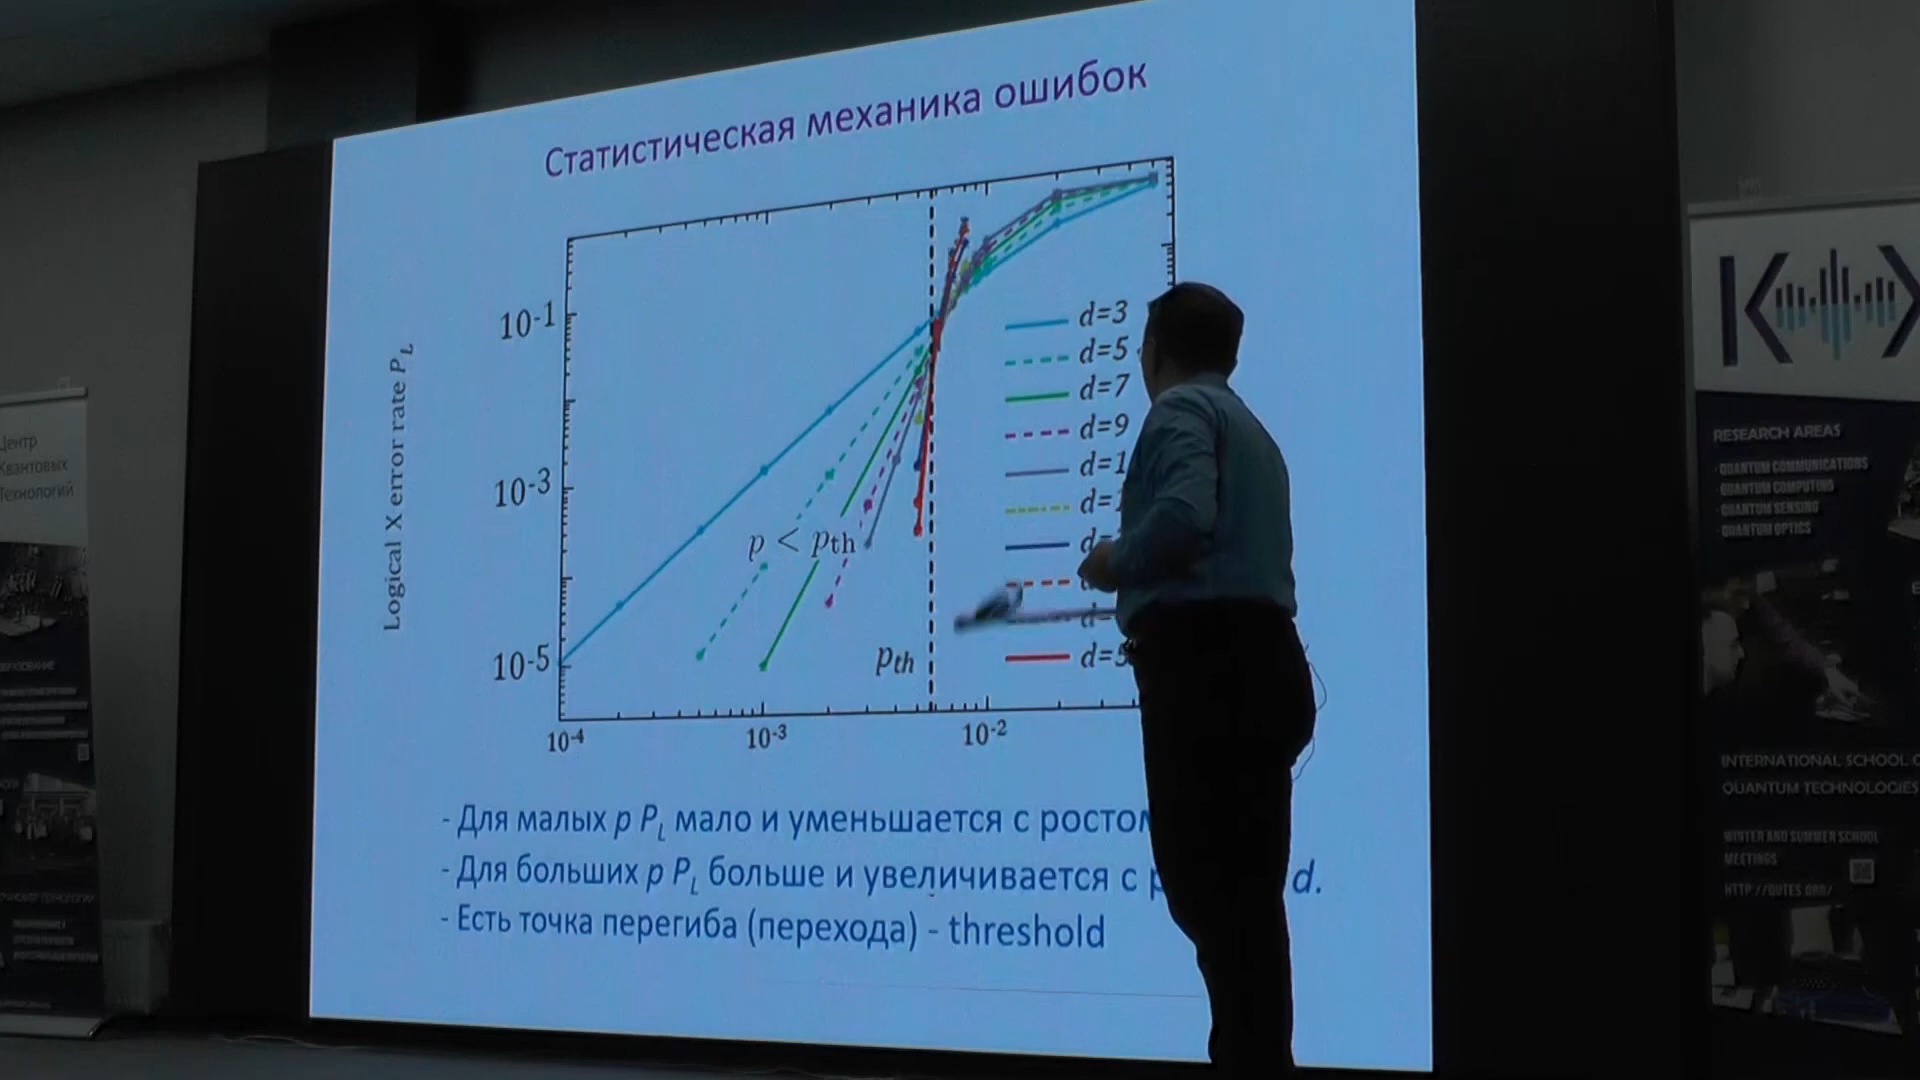 Статистическая механика ошибок
Logical X error rate P_L
10^-1
10^-3
10^-5
10^-4
10^-3
10^-2
p < p_th
p_th
d=3
d=5
d=7
d=9
- Для малых p P_L мало и уменьшается с
- Для больших p P_L больше и увеличивается с d.
- Есть точка перегиба (перехода) - threshold
Центр
Квантовых
Технологий
RESEARCH AREAS
· QUANTUM COMMUNICATIONS
· QUANTUM COMPUTING
· QUANTUM SENSING
· QUANTUM OPTICS
INTERNATIONAL SCHOOL
QUANTUM TECHNOLOGIES
WINTER AND SUMMER SCHOOL
MEETINGS
HTTP://QUTES.ORG/